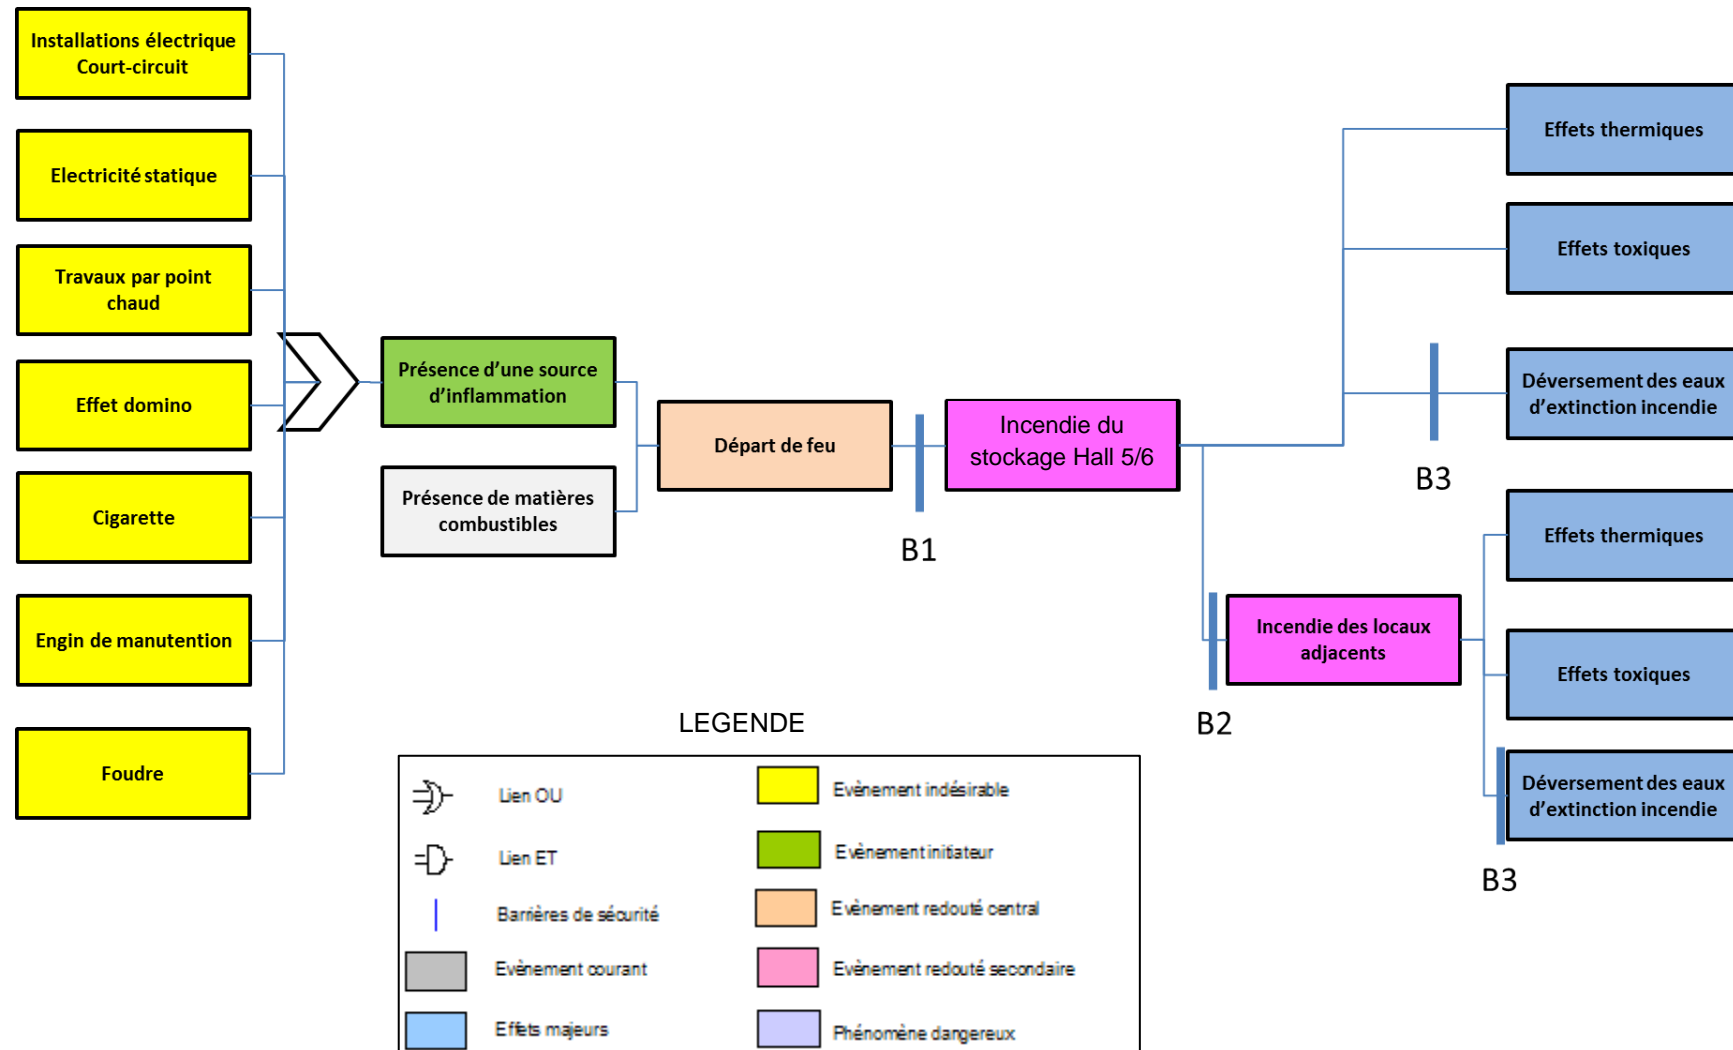 Installations électrique
Court-circuit
Electricité statique
Travaux par point
chaud
Effet domino
Cigarette
Engin de manutention
Foudre
Présence d'une source
d'inflammation
Présence de matières
combustibles
Départ de feu
B1
Incendie du
stockage Hall 5/6
Effets thermiques
Effets toxiques
Déversement des eaux
d'extinction incendie
B3
B2
Incendie des locaux
adjacents
Effets thermiques
Effets toxiques
Déversement des eaux
d'extinction incendie
B3
LEGENDE
Lien OU
Lien ET
Barrières de sécurité
Evènement courant
Effets majeurs
Evènement indésirable
Evènement initiateur
Evènement redouté central
Evènement redouté secondaire
Phénomène dangereux